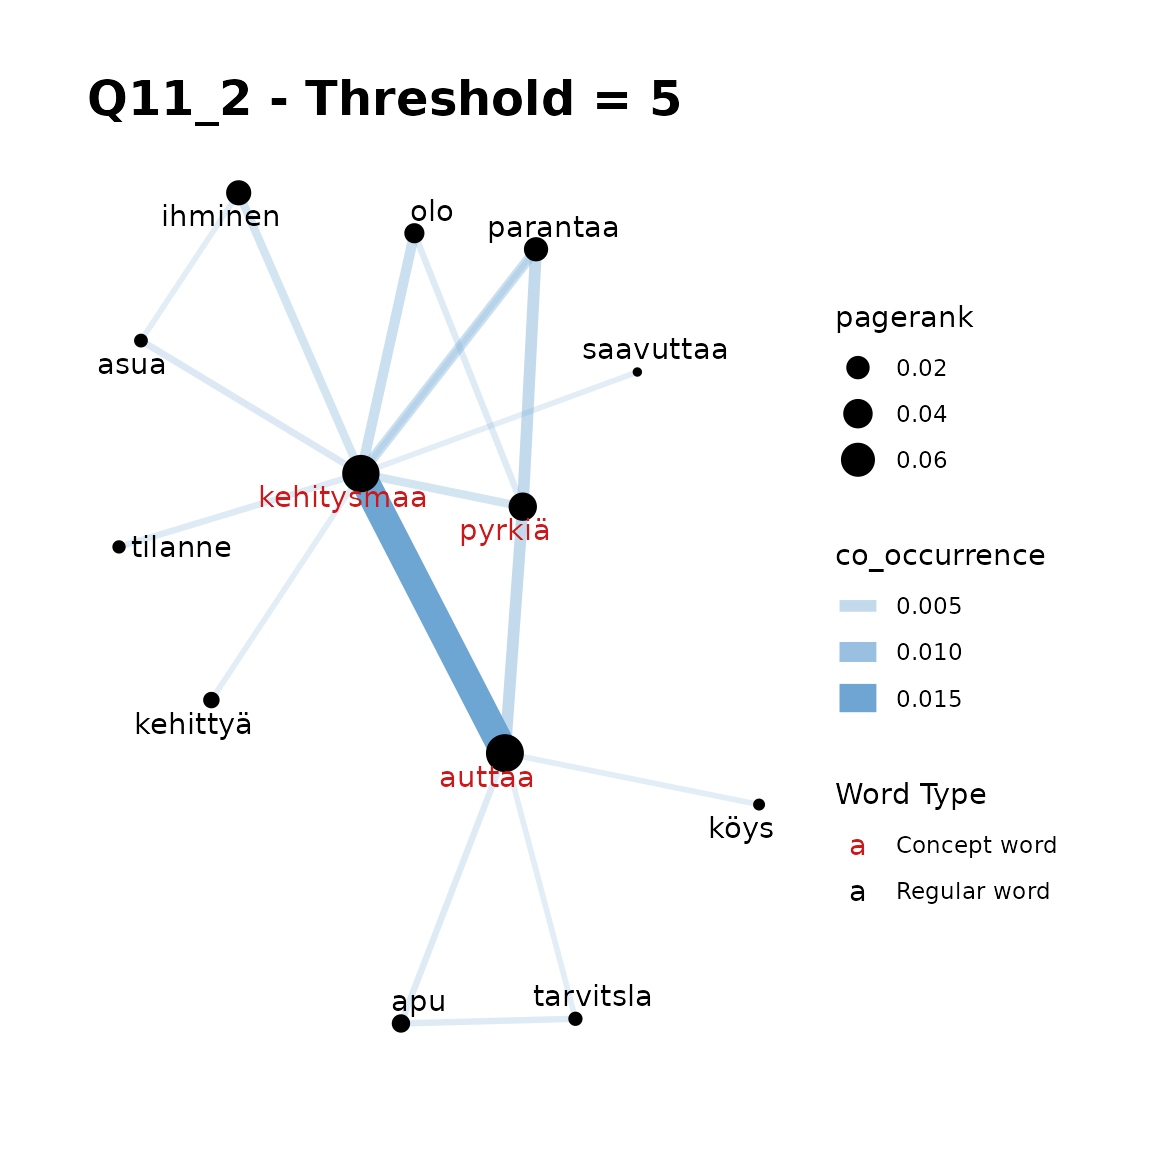 Q11_2 - Threshold = 5
ihminen
olo
parantaa
saavuttaa
asua
kehitysmaa
pyrkiä
tilanne
kehittyä
auttaa
köys
apu
tarvitsla
pagerank
0.02
0.04
0.06
co_occurrence
0.005
0.010
0.015
Word Type
a Concept word
a Regular word